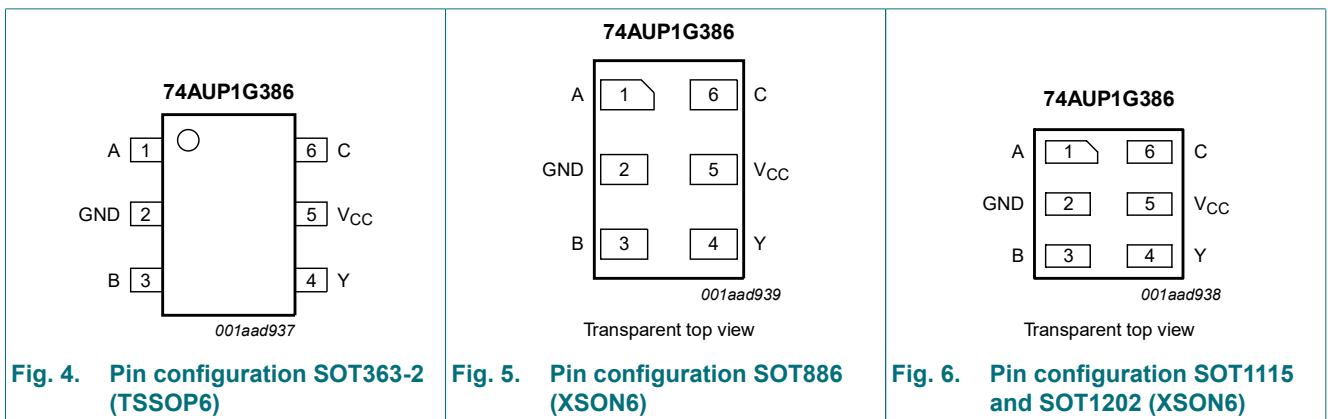 74AUP1G386
A 1 6 C
GND 2 5 VCC
B 3 4 Y
001aad937
Fig. 4. Pin configuration SOT363-2
(TSSOP6)
74AUP1G386
A 1 6 C
GND 2 5 VCC
B 3 4 Y
001aad939
Transparent top view
Fig. 5. Pin configuration SOT886
(XSON6)
74AUP1G386
A 1 6 C
GND 2 5 VCC
B 3 4 Y
001aad938
Transparent top view
Fig. 6. Pin configuration SOT1115
and SOT1202 (XSON6)